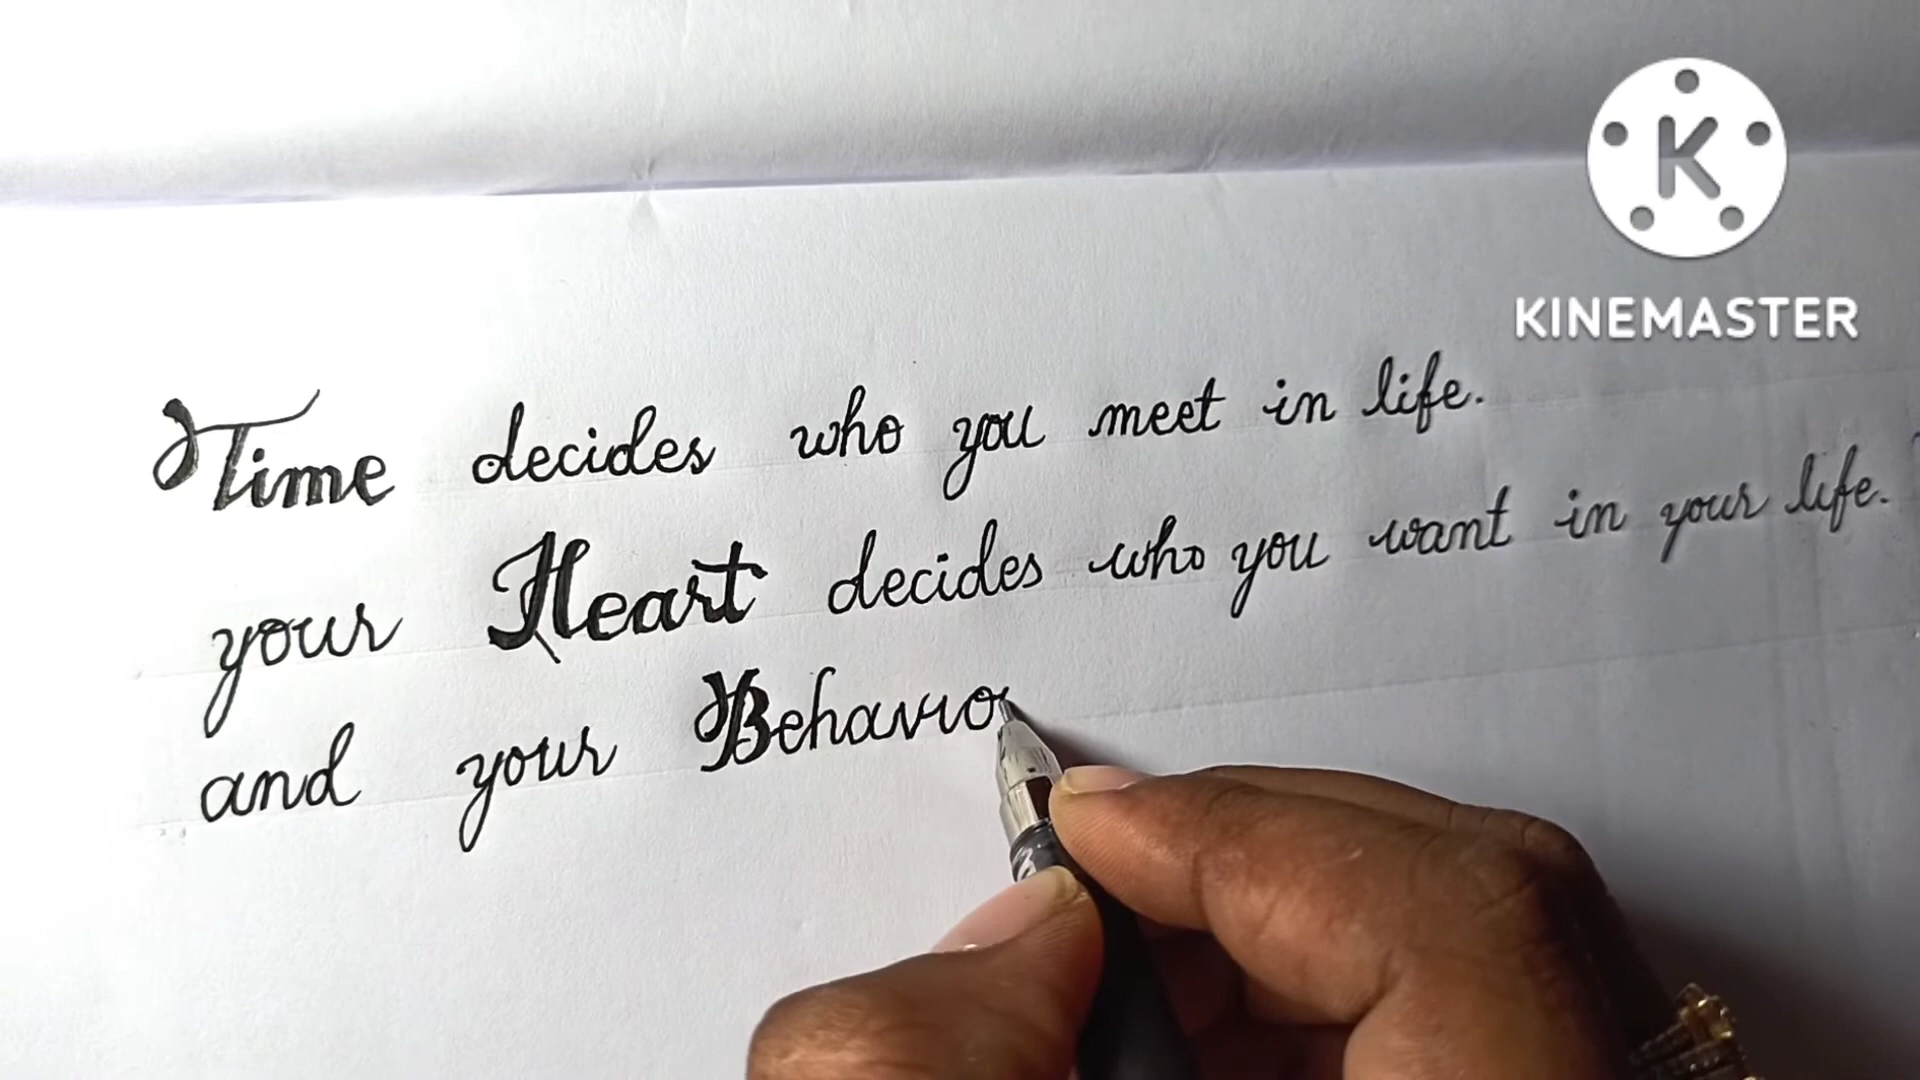 K
KINEMASTER
Time decides who you meet in life.
your Heart decides who you want in your life.
and your Behavio